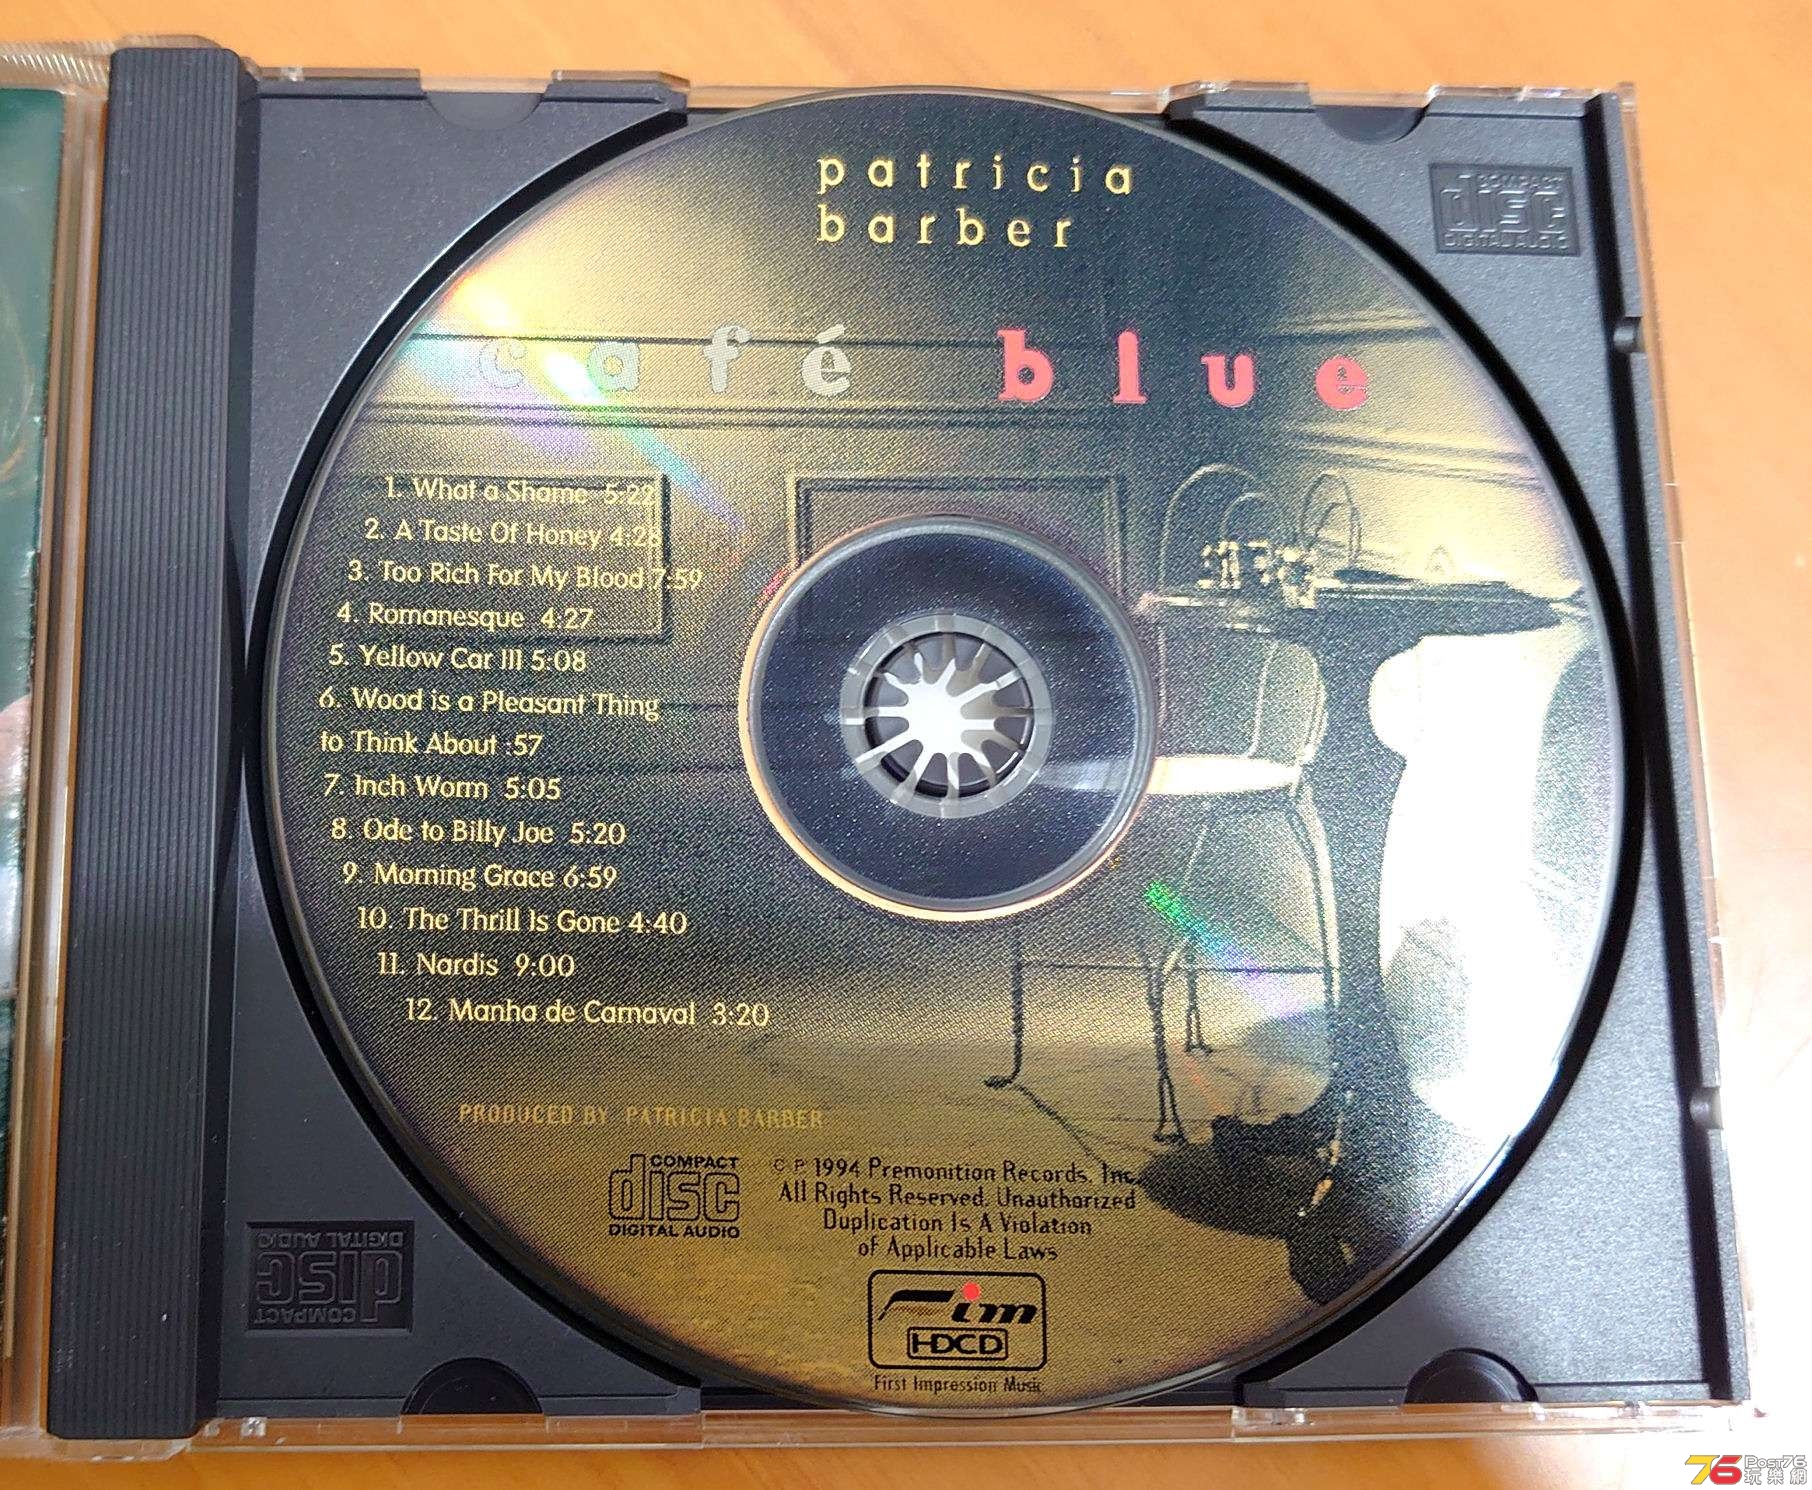 patricia
barber
café blue
1. What a Shame 5:22
2. A Taste Of Honey 4:28
3. Too Rich For My Blood 7:59
4. Romanesque 4:27
5. Yellow Car III 5:08
6. Wood is a Pleasant Thing
to Think About :57
7. Inch Worm 5:05
8. Ode to Billy Joe 5:20
9. Morning Grace 6:59
10. The Thrill Is Gone 4:40
11. Nardis 9:00
12. Manha de Carnaval 3:20
PRODUCED BY PATRICIA BARBER
COMPACT
disc
DIGITAL AUDIO
© ℗ 1994 Premonition Records, Inc.
All Rights Reserved. Unauthorized
Duplication Is A Violation
of Applicable Laws
Fim
HDCD
First Impression Music
COMPACT
disc
DIGITAL AUDIO
COMPACT
disc
DIGITAL AUDIO
76 Post76
玩樂網